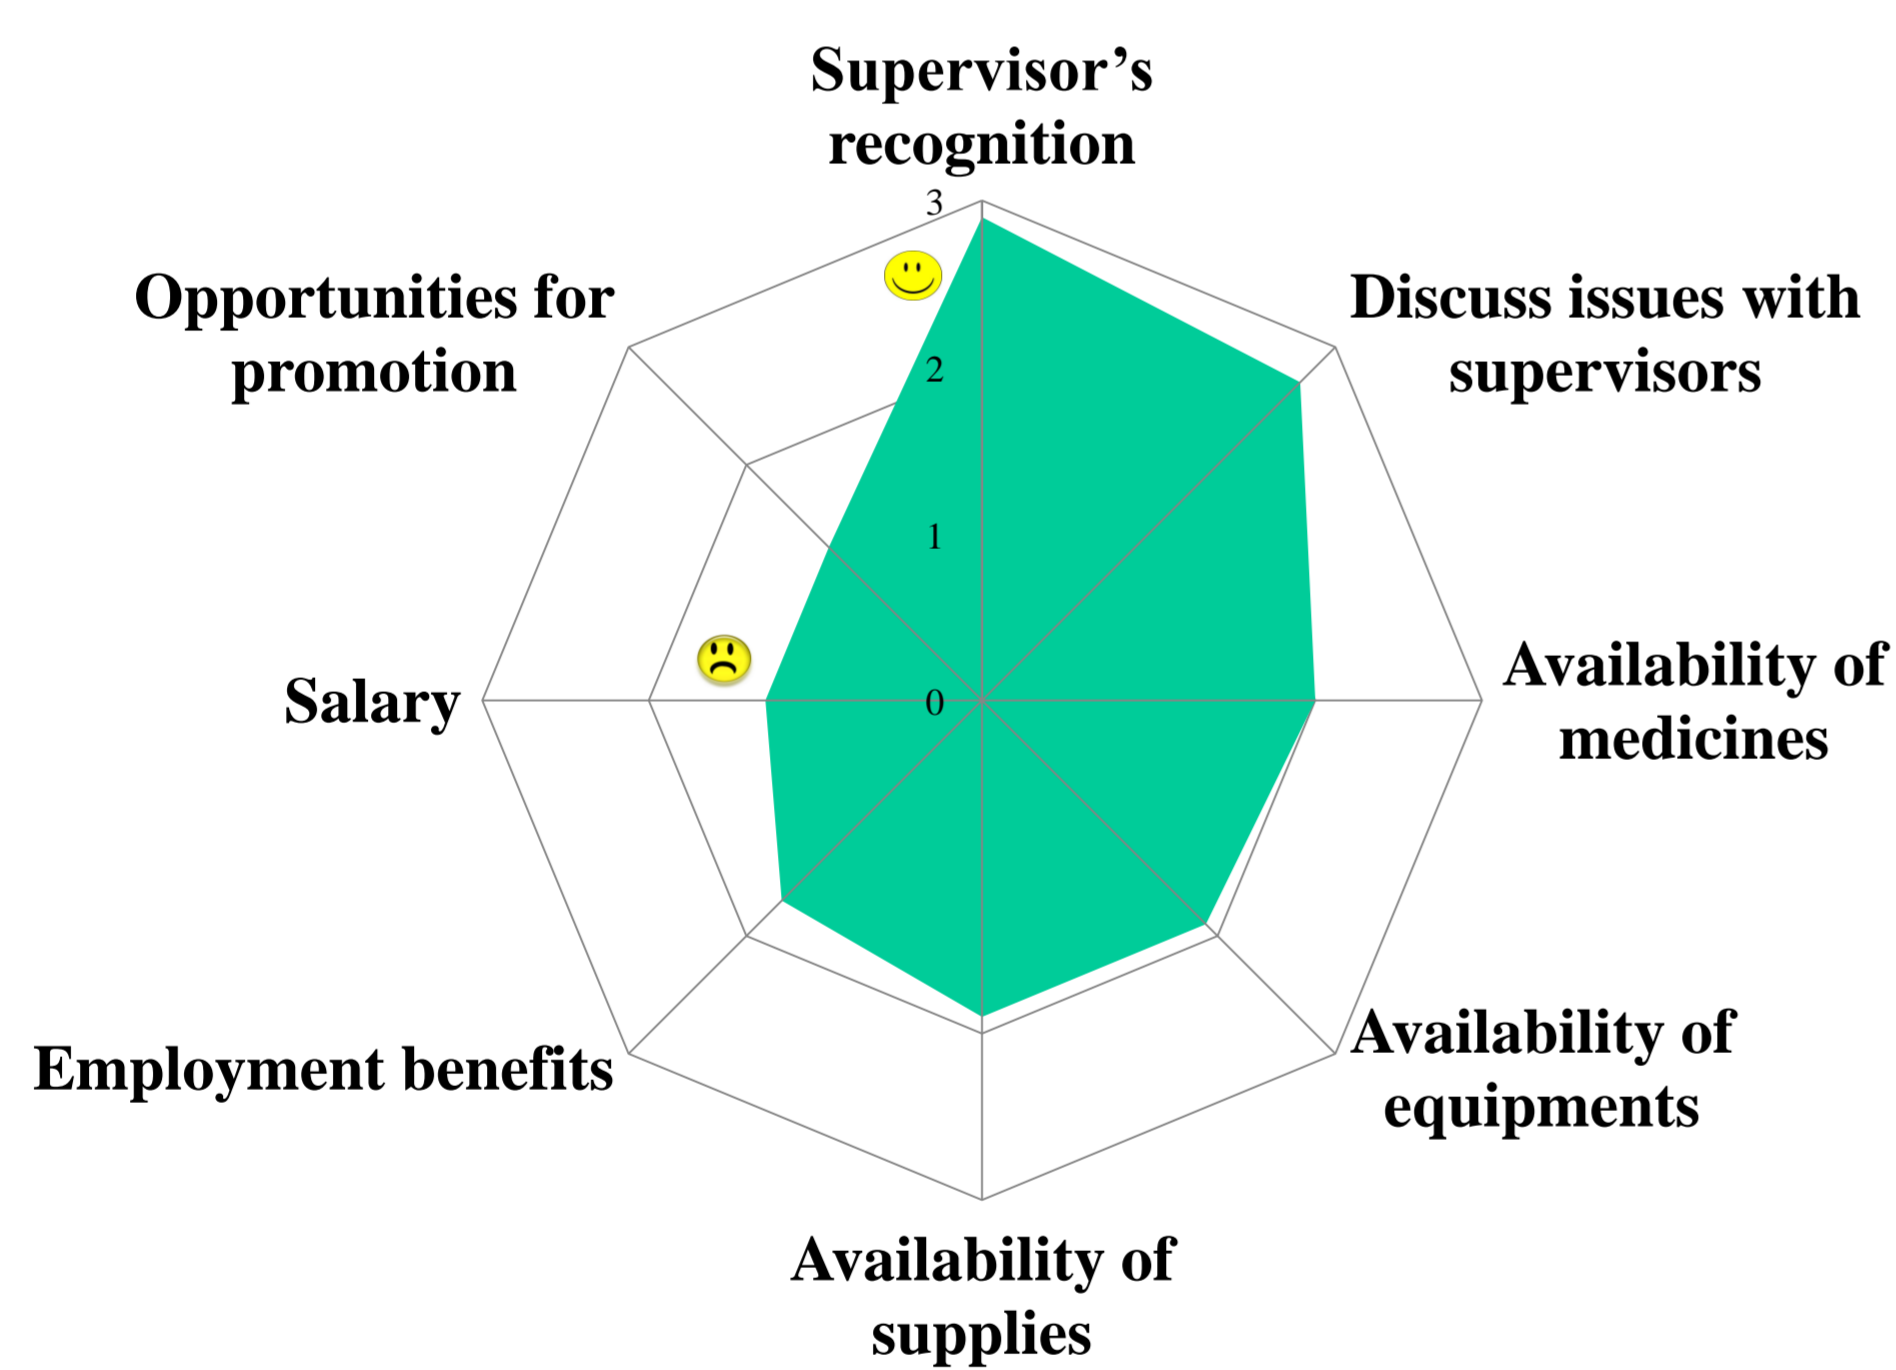 Supervisor’s
recognition
3
Opportunities for
promotion
Discuss issues with
supervisors
2
1
Salary
0
Availability of
medicines
Employment benefits
Availability of
equipments
Availability of
supplies